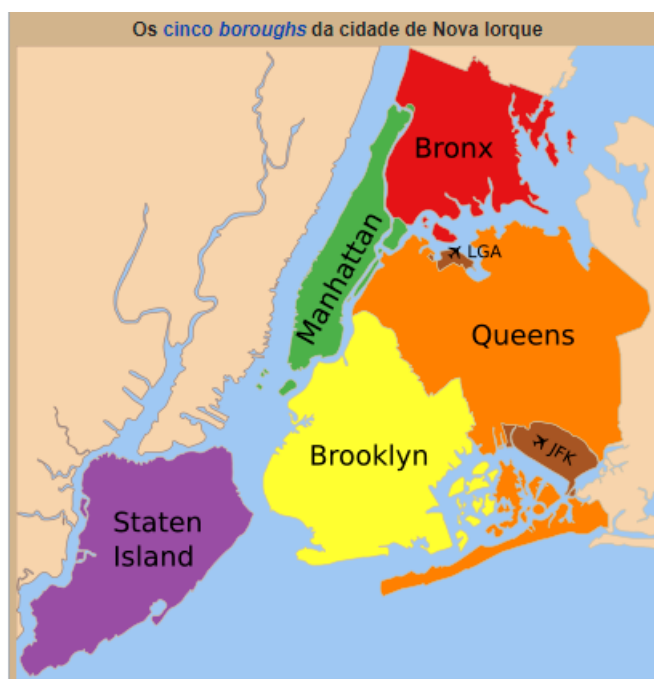 Os cinco boroughs da cidade de Nova Iorque
Bronx
Manhattan
LGA
Queens
Brooklyn
JFK
Staten
Island